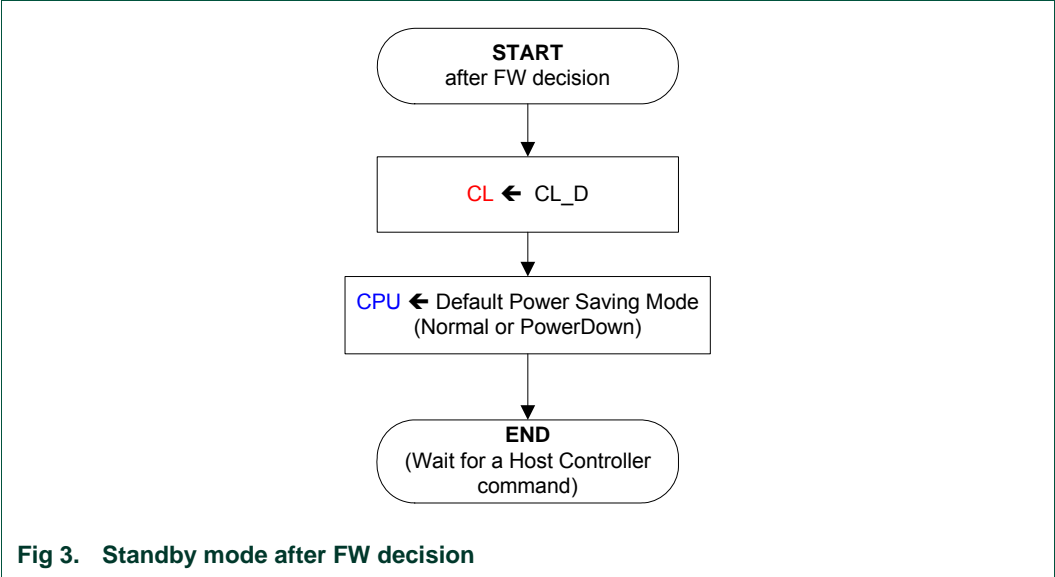 START
after FW decision
CL 🡸 CL_D
CPU 🡸 Default Power Saving Mode
(Normal or PowerDown)
END
(Wait for a Host Controller
command)
Fig 3. Standby mode after FW decision